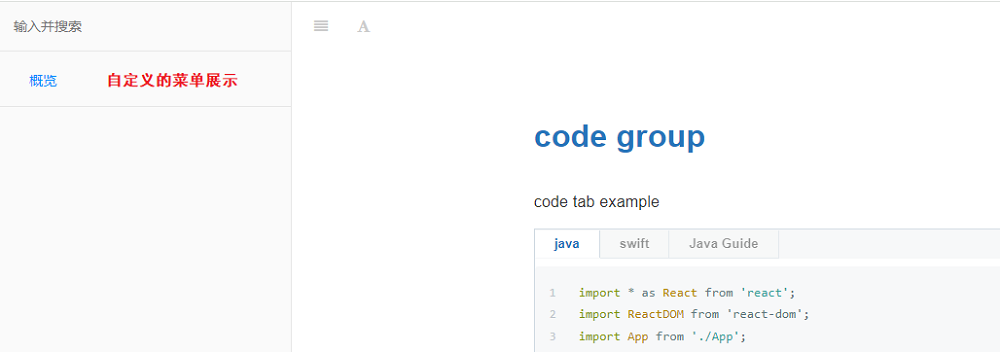 输入并搜索
A
概览 自定义的菜单展示
code group
code tab example
java swift Java Guide
1 import * as React from 'react';
2 import ReactDOM from 'react-dom';
3 import App from './App';